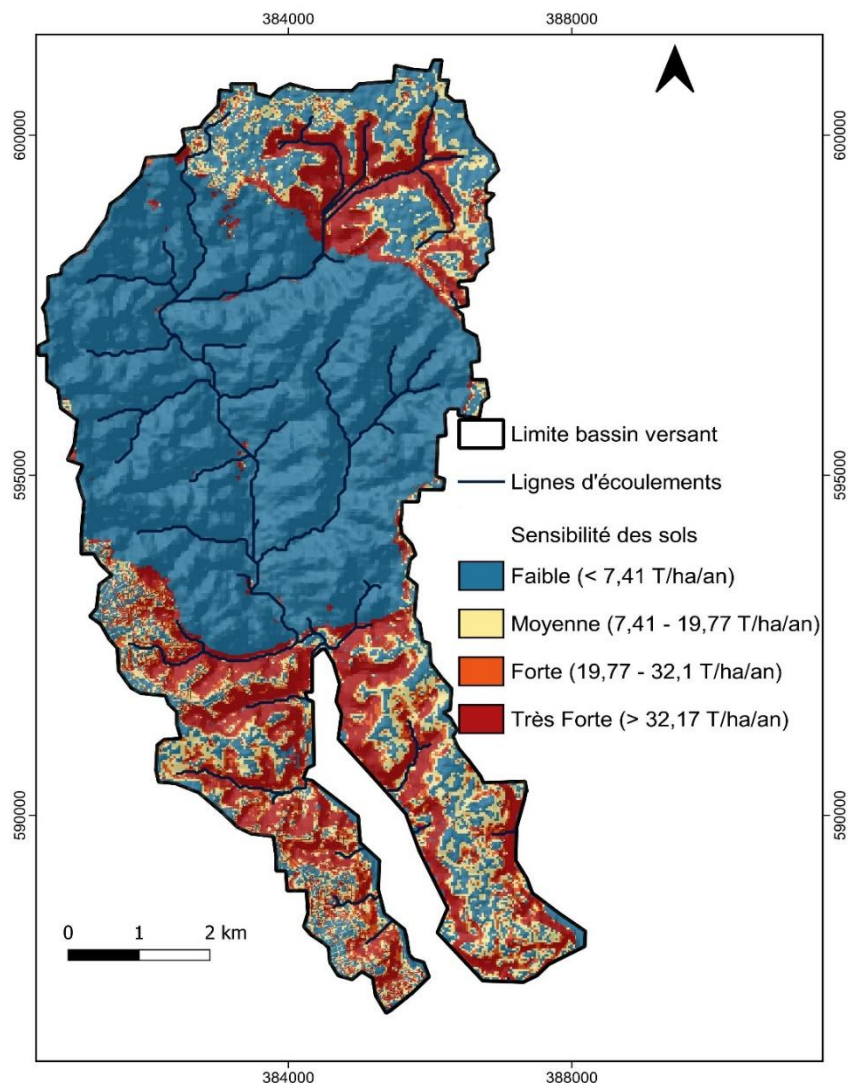 384000 388000
600000 600000
Limite bassin versant
595000 Lignes d'écoulements 595000
Sensibilité des sols
Faible (< 7,41 T/ha/an)
Moyenne (7,41 - 19,77 T/ha/an)
Forte (19,77 - 32,1 T/ha/an)
Très Forte (> 32,17 T/ha/an)
590000 590000
0 1 2 km
384000 388000